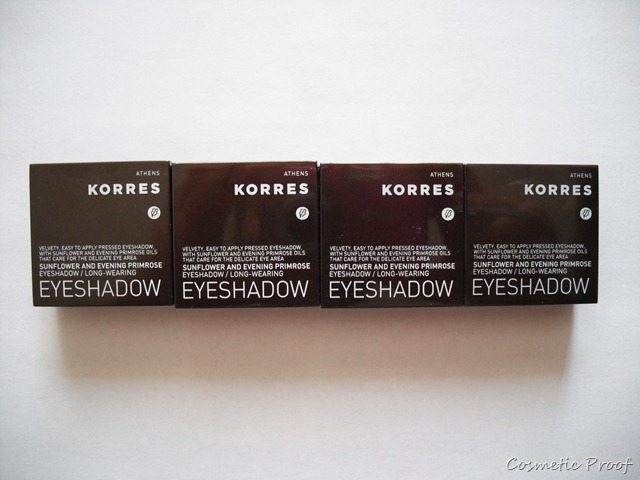 ATHENS
KORRES
VELVETY, EASY TO APPLY PRESSED EYESHADOW,
WITH SUNFLOWER AND EVENING PRIMROSE OILS
THAT CARE FOR THE DELICATE EYE AREA
SUNFLOWER AND EVENING PRIMROSE
EYESHADOW / LONG-WEARING
EYESHADOW
ATHENS
KORRES
VELVETY, EASY TO APPLY PRESSED EYESHADOW,
WITH SUNFLOWER AND EVENING PRIMROSE OILS
THAT CARE FOR THE DELICATE EYE AREA
SUNFLOWER AND EVENING PRIMROSE
EYESHADOW / LONG-WEARING
EYESHADOW
ATHENS
KORRES
VELVETY, EASY TO APPLY PRESSED EYESHADOW,
WITH SUNFLOWER AND EVENING PRIMROSE OILS
THAT CARE FOR THE DELICATE EYE AREA
SUNFLOWER AND EVENING PRIMROSE
EYESHADOW / LONG-WEARING
EYESHADOW
ATHENS
KORRES
VELVETY, EASY TO APPLY PRESSED EYESHADOW,
WITH SUNFLOWER AND EVENING PRIMROSE OILS
THAT CARE FOR THE DELICATE EYE AREA
SUNFLOWER AND EVENING PRIMROSE
EYESHADOW / LONG-WEARING
EYESHADOW
Cosmetic Proof